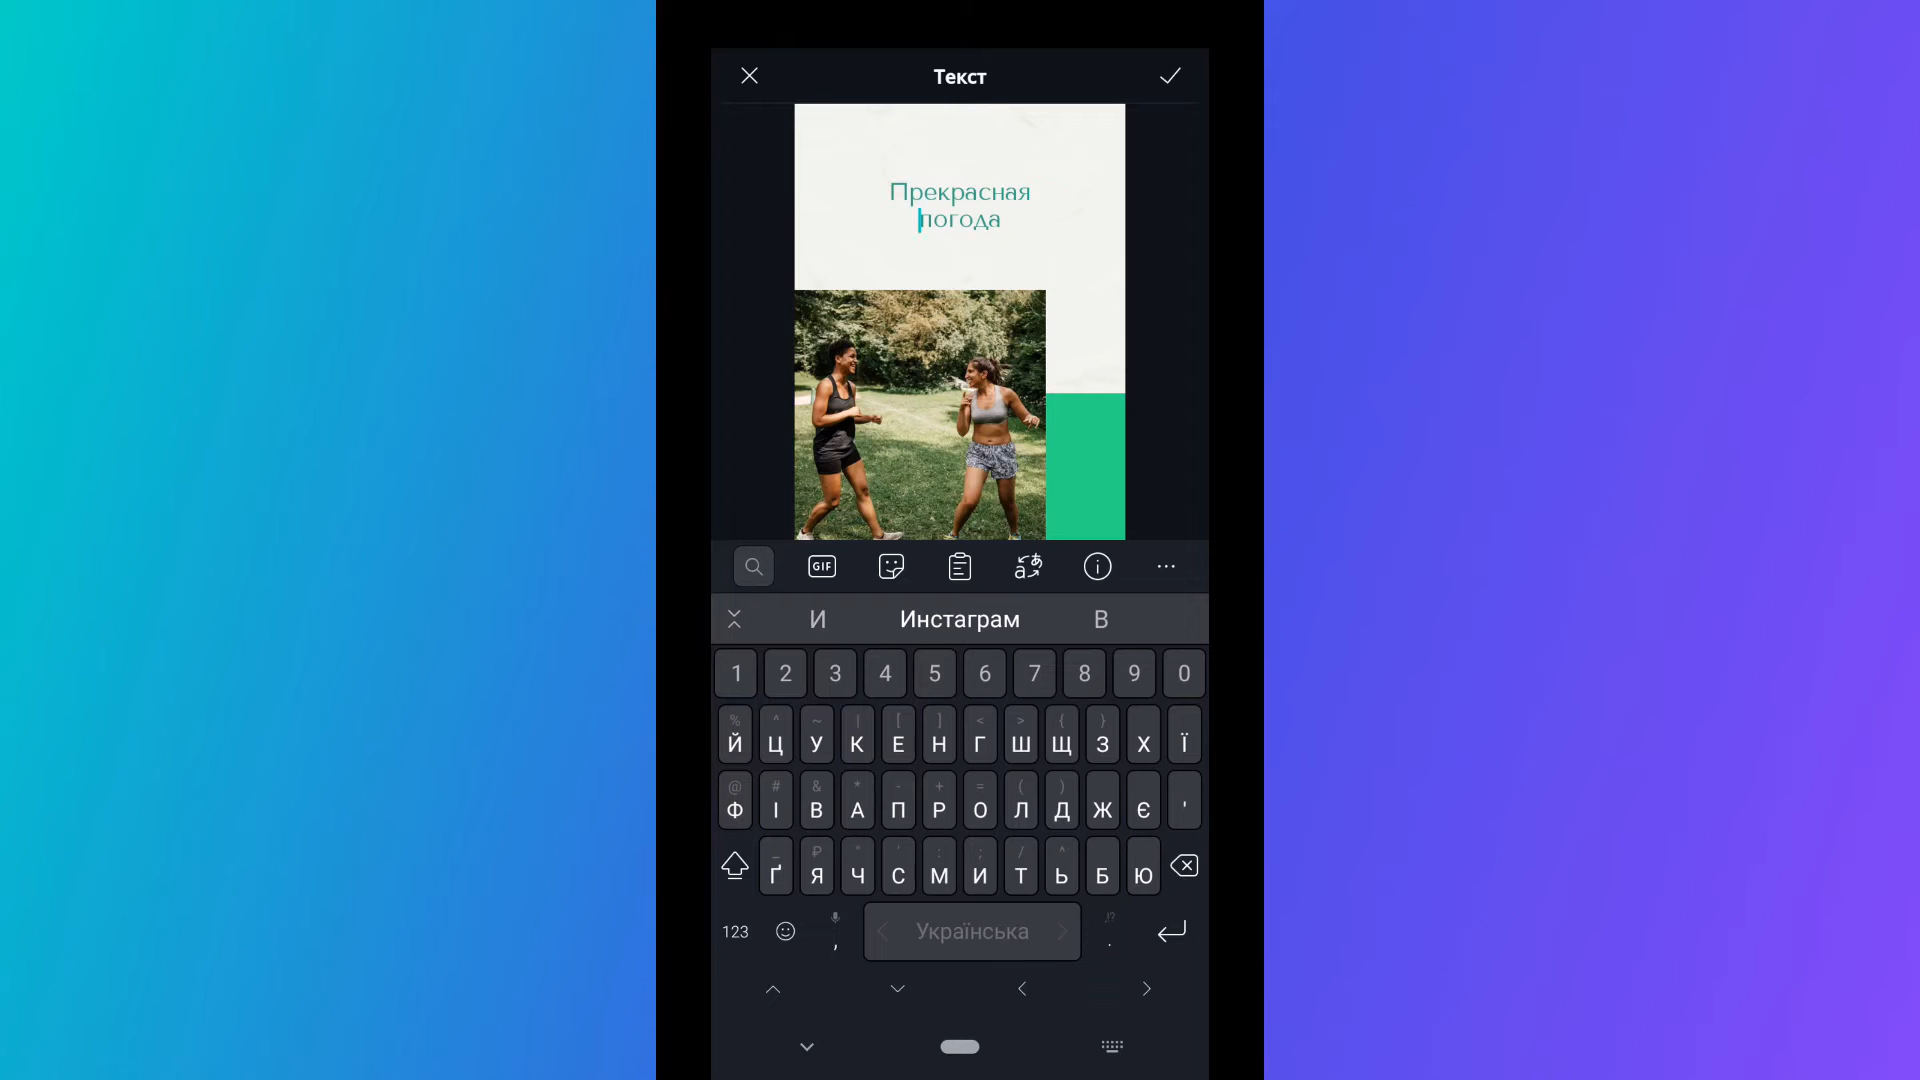 Текст
Прекрасная
погода
GIF
И Инстаграм В
1 2 3 4 5 6 7 8 9 0
% ^ ~ | [ ] < > { }
Й Ц У К Е Н Г Ш Щ З Х Ї
@ # & * - + = ( )
Ф І В А П Р О Л Д Ж Є '
_ ₽ " ' : ; / ^
Ґ Я Ч С М И Т Ь Б Ю
123 , Українська ,!? .